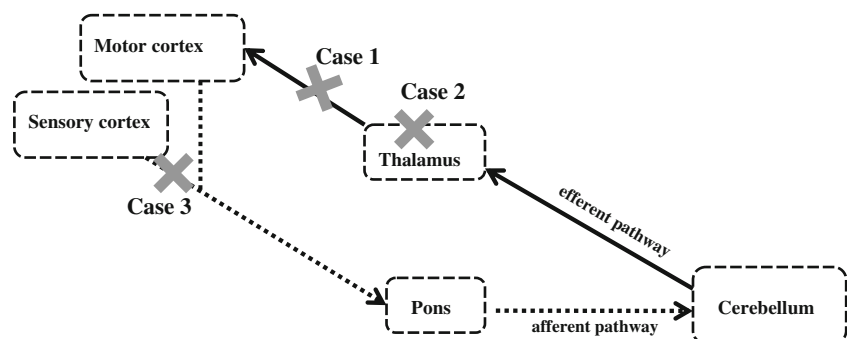 Motor cortex
Case 1
Case 2
Sensory cortex
Thalamus
Case 3
efferent pathway
Pons
Cerebellum
afferent pathway